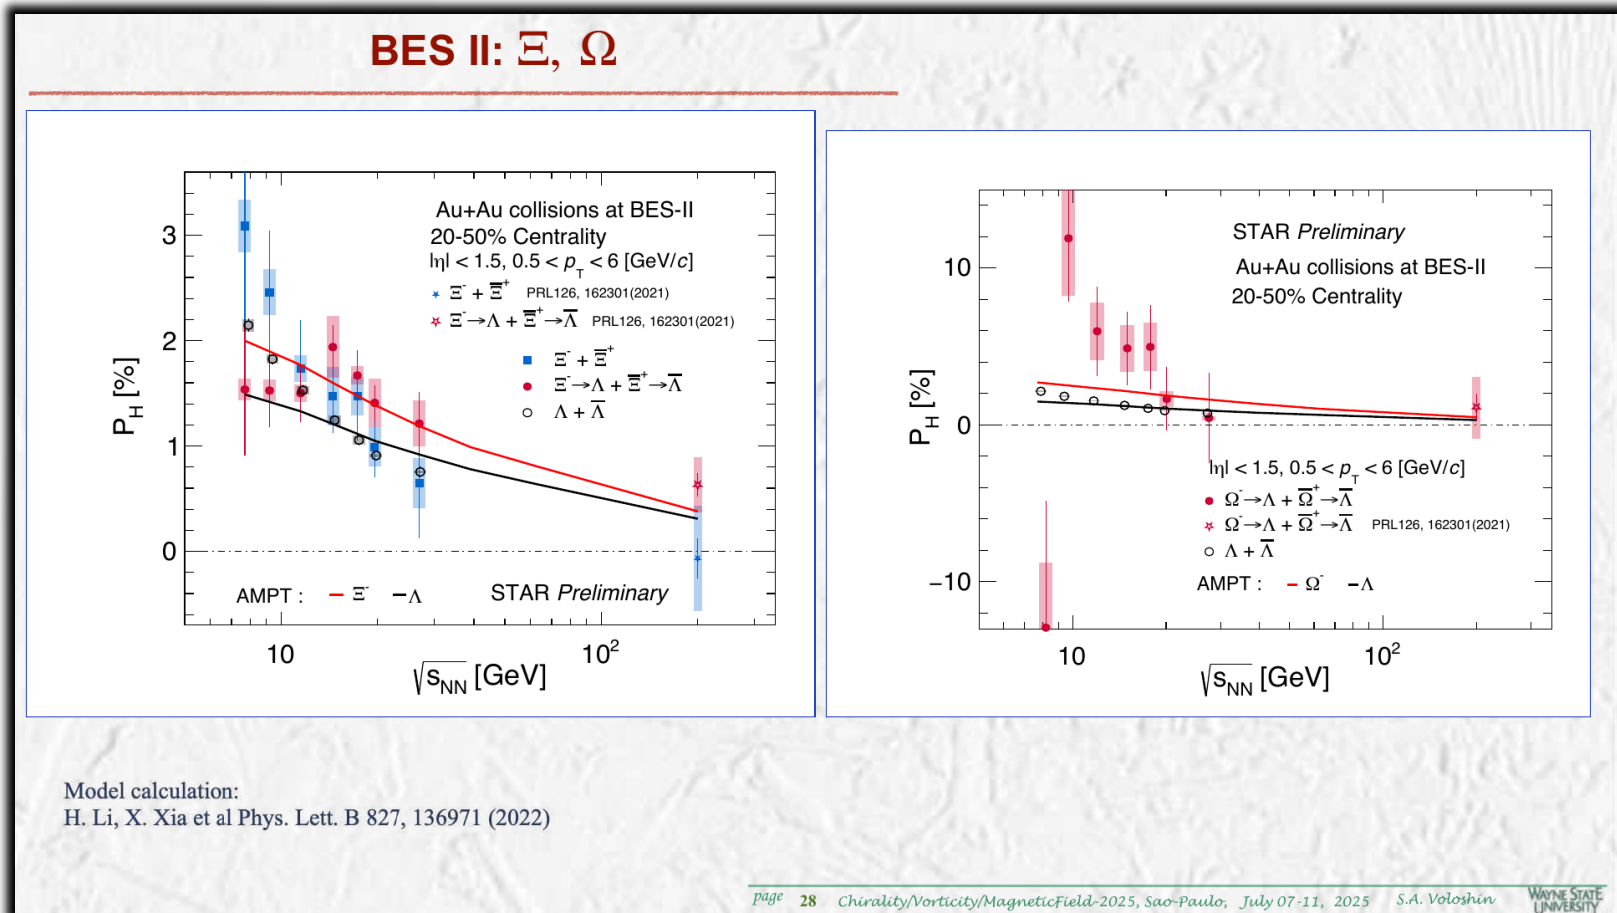 BES II: Ξ, Ω
Au+Au collisions at BES-II
20-50% Centrality
|η| < 1.5, 0.5 < p_T < 6 [GeV/c]
Ξ⁻ + Ξ̅⁺ PRL126, 162301(2021)
Ξ⁻→Λ + Ξ̅⁺→Λ̅ PRL126, 162301(2021)
Ξ⁻ + Ξ̅⁺
Ξ⁻→Λ + Ξ̅⁺→Λ̅
Λ + Λ̅
3
2
1
0
P_H [%]
AMPT : Ξ⁻ Λ
STAR Preliminary
10 10²
√s_NN [GeV]
STAR Preliminary
Au+Au collisions at BES-II
20-50% Centrality
10
0
−10
P_H [%]
|η| < 1.5, 0.5 < p_T < 6 [GeV/c]
Ω⁻→Λ + Ω̅⁺→Λ̅
Ω⁻→Λ + Ω̅⁺→Λ̅ PRL126, 162301(2021)
Λ + Λ̅
AMPT : Ω⁻ Λ
10 10²
√s_NN [GeV]
Model calculation:
H. Li, X. Xia et al Phys. Lett. B 827, 136971 (2022)
page 28 Chirality/Vorticity/MagneticField-2025, Sao-Paulo, July 07-11, 2025 S.A. Voloshin
WAYNE STATE
UNIVERSITY